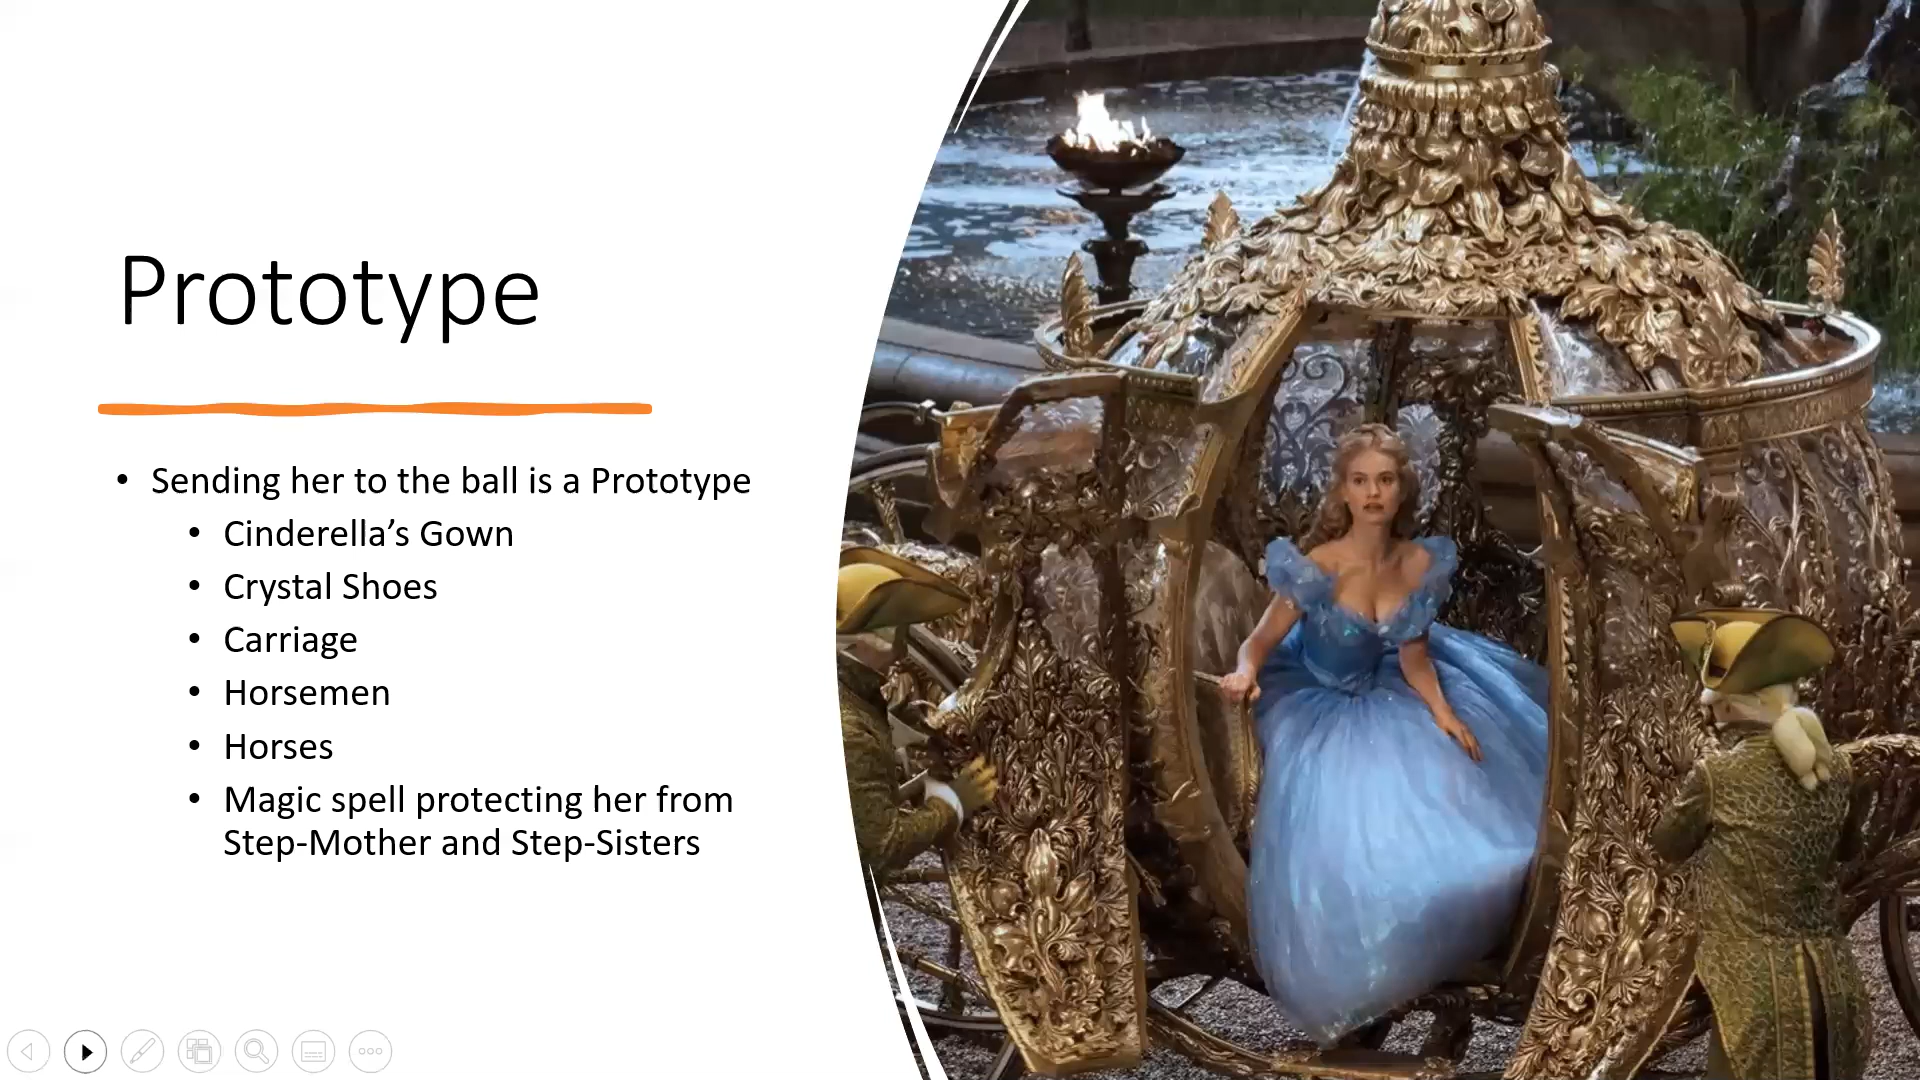 Prototype
• Sending her to the ball is a Prototype
• Cinderella’s Gown
• Crystal Shoes
• Carriage
• Horsemen
• Horses
• Magic spell protecting her from
Step-Mother and Step-Sisters